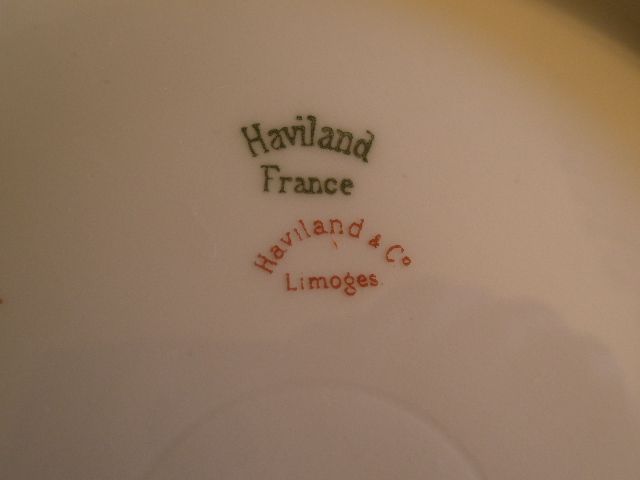 Haviland
France
Haviland & Co
Limoges